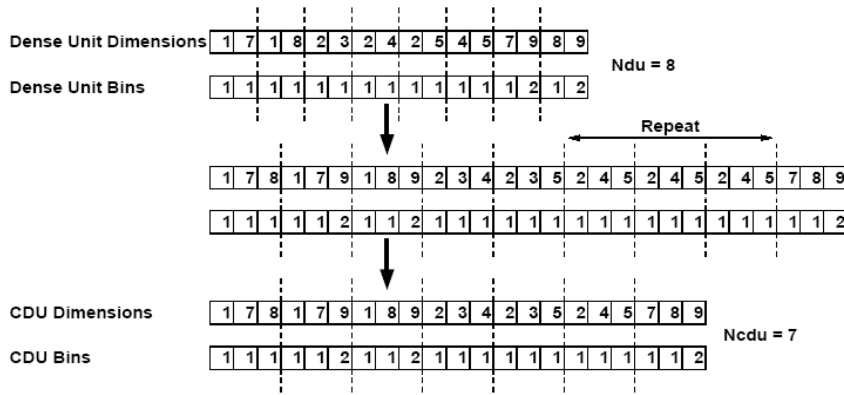 Dense Unit Dimensions 1 7 1 8 2 3 2 4 2 5 4 5 7 9 8 9
Ndu = 8
Dense Unit Bins 1 1 1 1 1 1 1 1 1 1 1 1 1 2 1 2
Repeat
1 7 8 1 7 9 1 8 9 2 3 4 2 3 5 2 4 5 2 4 5 2 4 5 7 8 9
1 1 1 1 1 2 1 1 2 1 1 1 1 1 1 1 1 1 1 1 1 1 1 1 1 1 2
CDU Dimensions 1 7 8 1 7 9 1 8 9 2 3 4 2 3 5 2 4 5 7 8 9
Ncdu = 7
CDU Bins 1 1 1 1 1 2 1 1 2 1 1 1 1 1 1 1 1 1 1 1 2